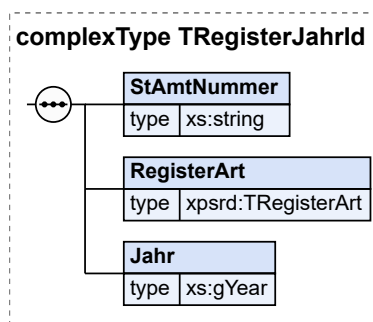 complexType TRegisterJahrId
StAmtNummer
type xs:string
RegisterArt
type xpsrd:TRegisterArt
Jahr
type xs:gYear